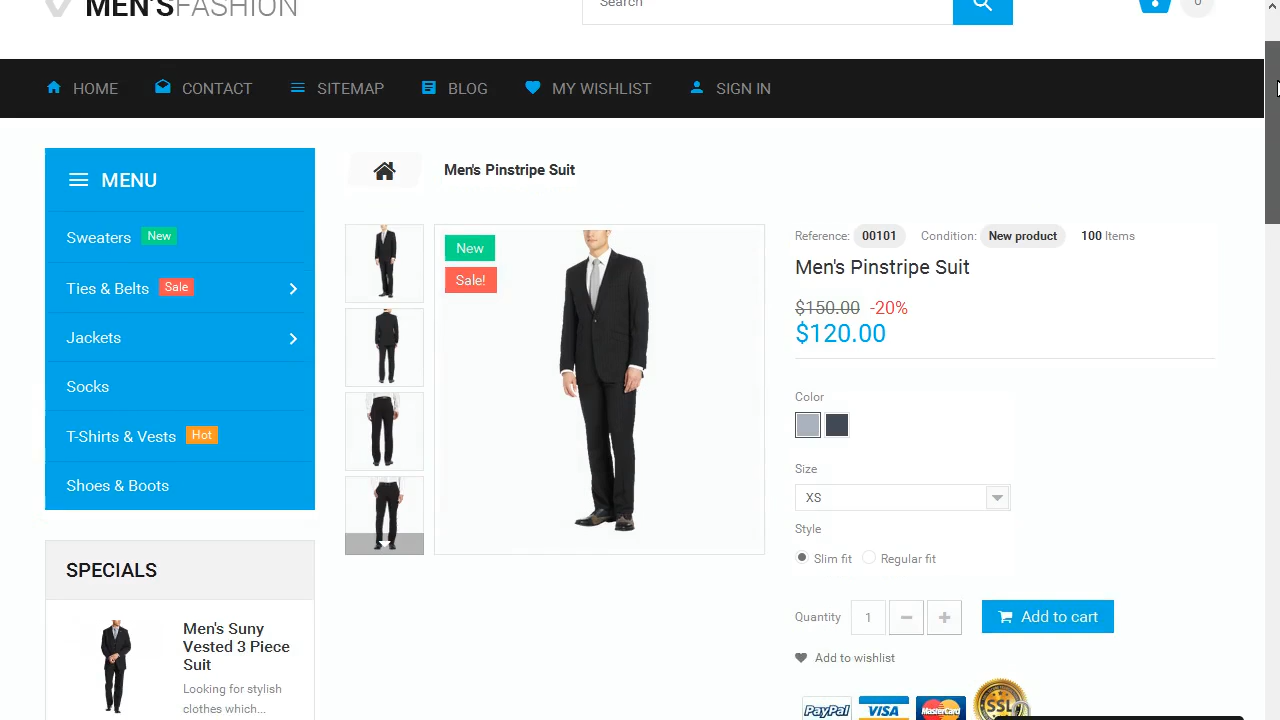 MEN'SFASHION
Search
0
HOME CONTACT SITEMAP BLOG MY WISHLIST SIGN IN
MENU
Sweaters New
Ties & Belts Sale
Jackets
Socks
T-Shirts & Vests Hot
Shoes & Boots
SPECIALS
Men's Suny
Vested 3 Piece
Suit
Looking for stylish
clothes which...
Men's Pinstripe Suit
New
Sale!
Reference: 00101 Condition: New product 100 Items
Men's Pinstripe Suit
$150.00 -20%
$120.00
Color
Size
XS
Style
Slim fit Regular fit
Quantity 1 Add to cart
Add to wishlist
PayPal VISA MasterCard SSL